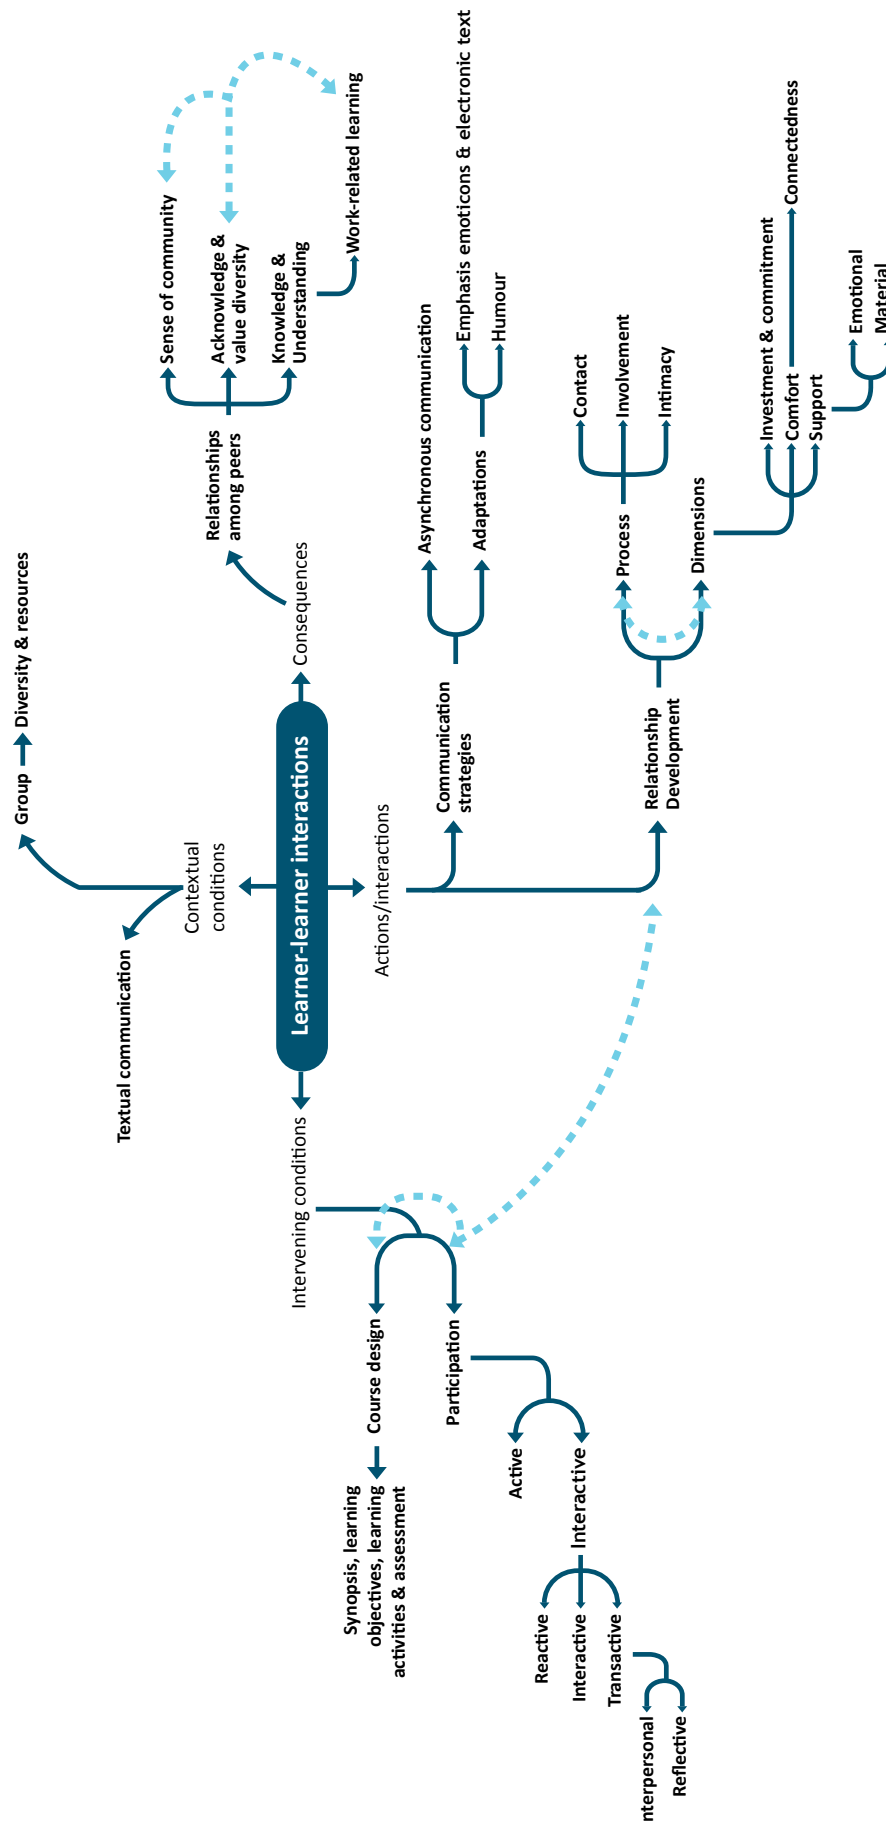 Group
Diversity & resources
Textual communication
Contextual
conditions
Learner-learner interactions
Consequences
Relationships
among peers
Sense of community
Acknowledge &
value diversity
Knowledge &
Understanding
Work-related learning
Intervening conditions
Course design
Synopsis, learning
objectives, learning
activities & assessment
Participation
Active
Interactive
Reactive
Interactive
Transactive
nterpersonal
Reflective
Actions/interactions
Communication
strategies
Asynchronous communication
Adaptations
Emphasis emoticons & electronic text
Humour
Relationship
Development
Process
Contact
Involvement
Intimacy
Dimensions
Investment & commitment
Comfort
Connectedness
Support
Emotional
Material